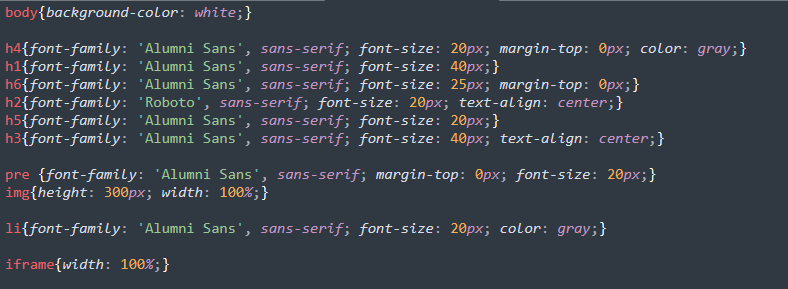 body{background-color: white;}
h4{font-family: 'Alumni Sans', sans-serif; font-size: 20px; margin-top: 0px; color: gray;}
h1{font-family: 'Alumni Sans', sans-serif; font-size: 40px;}
h6{font-family: 'Alumni Sans', sans-serif; font-size: 25px; margin-top: 0px;}
h2{font-family: 'Roboto', sans-serif; font-size: 20px; text-align: center;}
h5{font-family: 'Alumni Sans', sans-serif; font-size: 20px;}
h3{font-family: 'Alumni Sans', sans-serif; font-size: 40px; text-align: center;}
pre {font-family: 'Alumni Sans', sans-serif; margin-top: 0px; font-size: 20px;}
img{height: 300px; width: 100%;}
li{font-family: 'Alumni Sans', sans-serif; font-size: 20px; color: gray;}
iframe{width: 100%;}